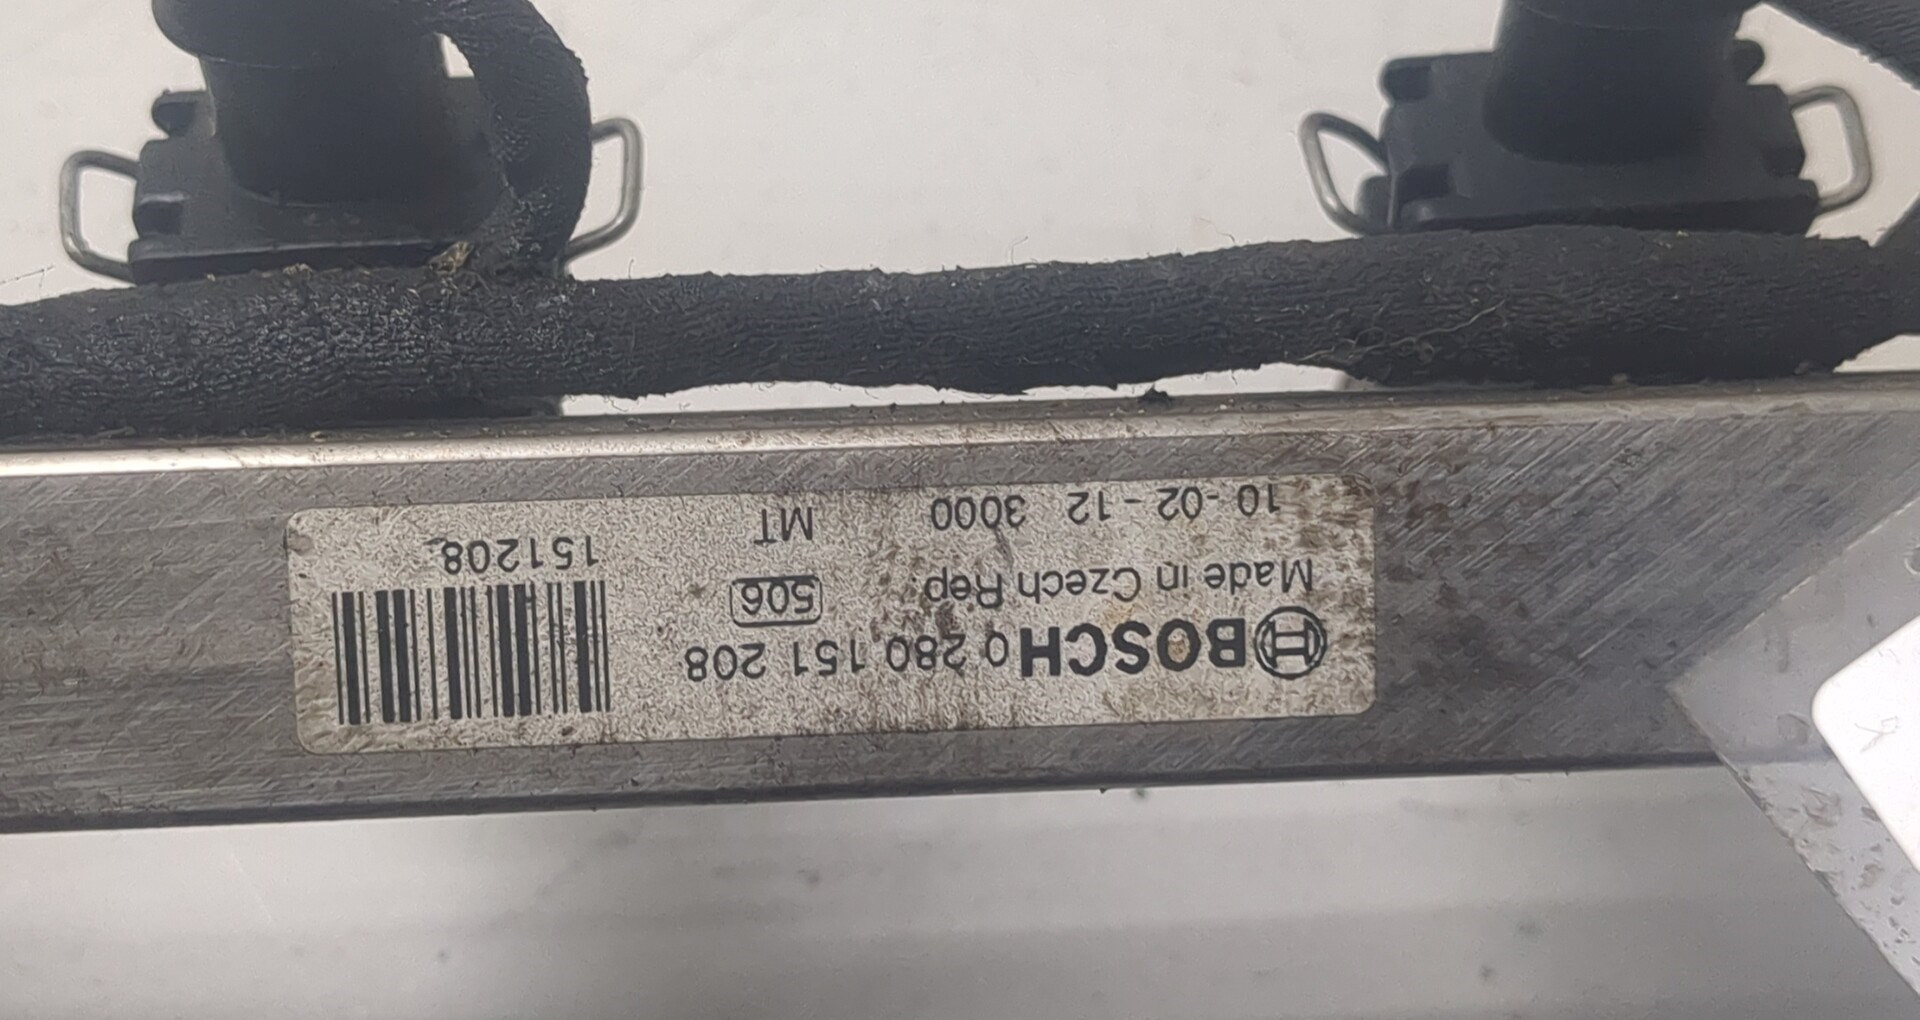 BOSCH 0 280 151 208
Made in Czech Rep. 506
10 - 02 - 12 3000 MT
151208